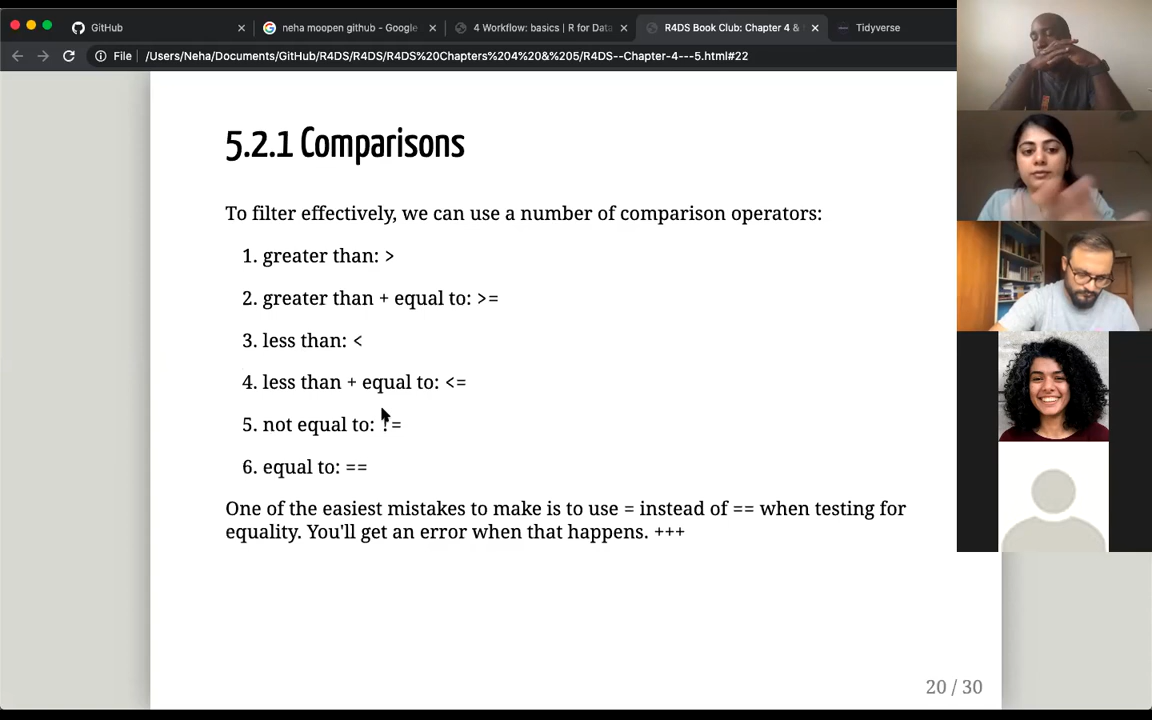 GitHub
neha moopen github - Google
4 Workflow: basics | R for Data
R4DS Book Club: Chapter 4 &
Tidyverse
File | /Users/Neha/Documents/GitHub/R4DS/R4DS/R4DS%20Chapters%204%20&%205/R4DS--Chapter-4---5.html#22
5.2.1 Comparisons
To filter effectively, we can use a number of comparison operators:
1. greater than: >
2. greater than + equal to: >=
3. less than: <
4. less than + equal to: <=
5. not equal to: !=
6. equal to: ==
One of the easiest mistakes to make is to use = instead of == when testing for
equality. You'll get an error when that happens. +++
20 / 30